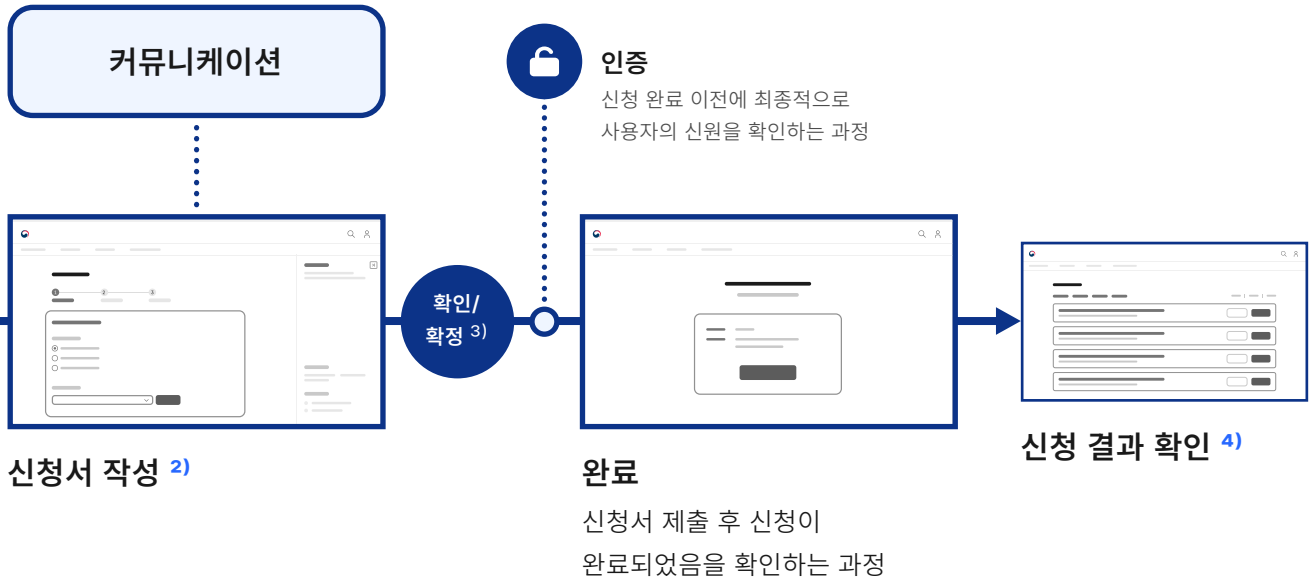 커뮤니케이션
인증
신청 완료 이전에 최종적으로
사용자의 신원을 확인하는 과정
1 2 3
확인/
확정 3)
신청서 작성 2)
완료
신청서 제출 후 신청이
완료되었음을 확인하는 과정
신청 결과 확인 4)